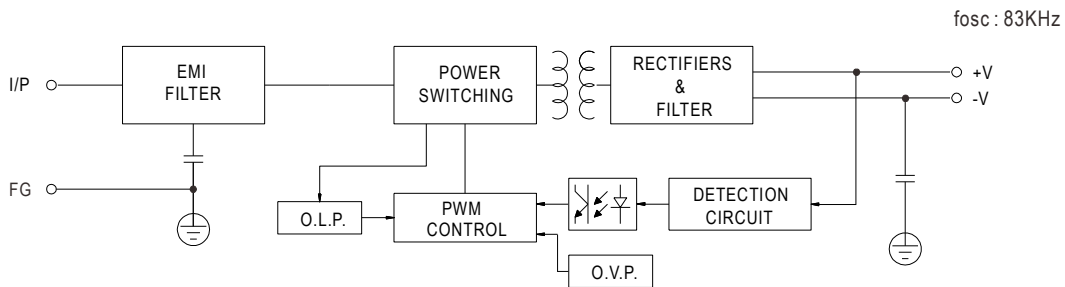 fosc : 83KHz
I/P
EMI
FILTER
POWER
SWITCHING
RECTIFIERS
&
FILTER
+V
-V
FG
O.L.P.
PWM
CONTROL
DETECTION
CIRCUIT
O.V.P.